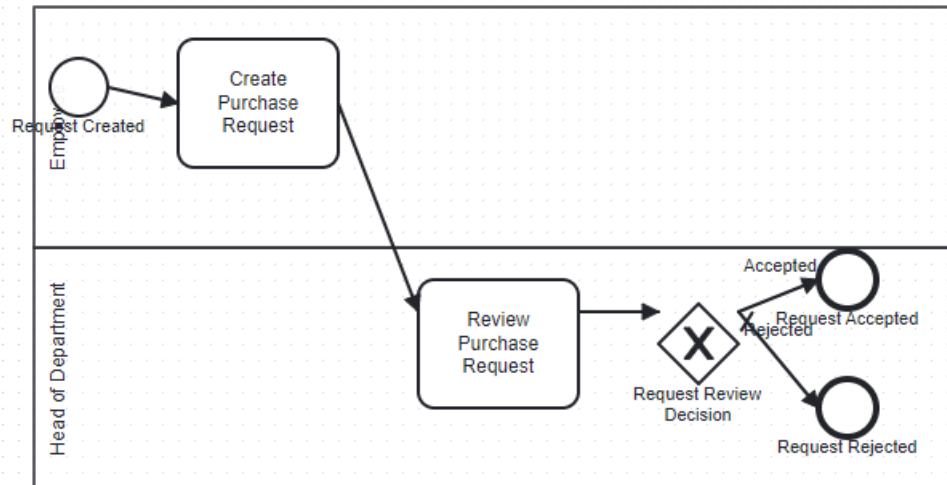 Create
Purchase
Request
Request Created
Accepted
Head of Department
Review
Purchase
Request
Request Accepted
Rejected
X
Request Review
Decision
Request Rejected